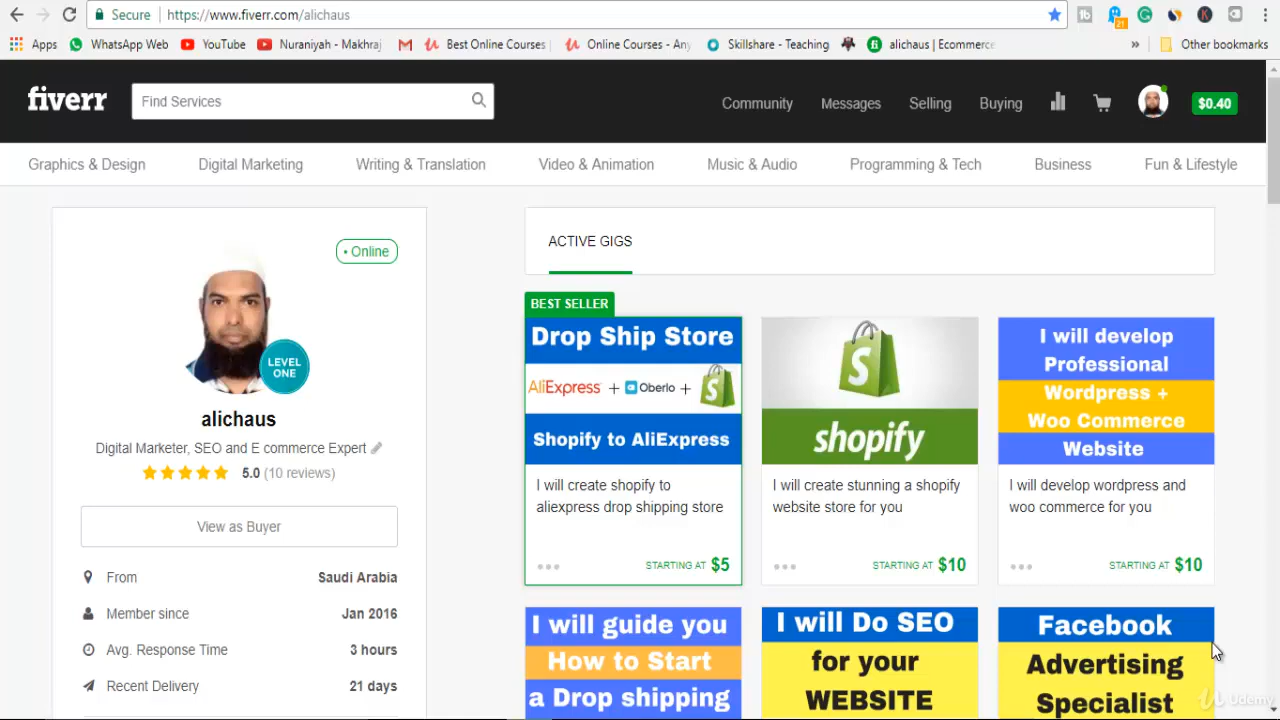 Secure https://www.fiverr.com/alichaus
21
Apps WhatsApp Web YouTube Nuraniyah - Makhraj Best Online Courses Online Courses - Any Skillshare - Teaching alichaus | Ecommerce » Other bookmarks
fiverr Find Services Community Messages Selling Buying $0.40
Graphics & Design Digital Marketing Writing & Translation Video & Animation Music & Audio Programming & Tech Business Fun & Lifestyle
• Online
LEVEL
ONE
alichaus
Digital Marketer, SEO and E commerce Expert
5.0 (10 reviews)
View as Buyer
From Saudi Arabia
Member since Jan 2016
Avg. Response Time 3 hours
Recent Delivery 21 days
ACTIVE GIGS
BEST SELLER
Drop Ship Store
AliExpress + Oberlo +
Shopify to AliExpress
I will create shopify to
aliexpress drop shipping store
STARTING AT $5
shopify
I will create stunning a shopify
website store for you
STARTING AT $10
I will develop
Professional
Wordpress +
Woo Commerce
Website
I will develop wordpress and
woo commerce for you
STARTING AT $10
I will guide you
How to Start
a Drop shipping
I will Do SEO
for your
WEBSITE
Facebook
Advertising
Specialist
Udemy